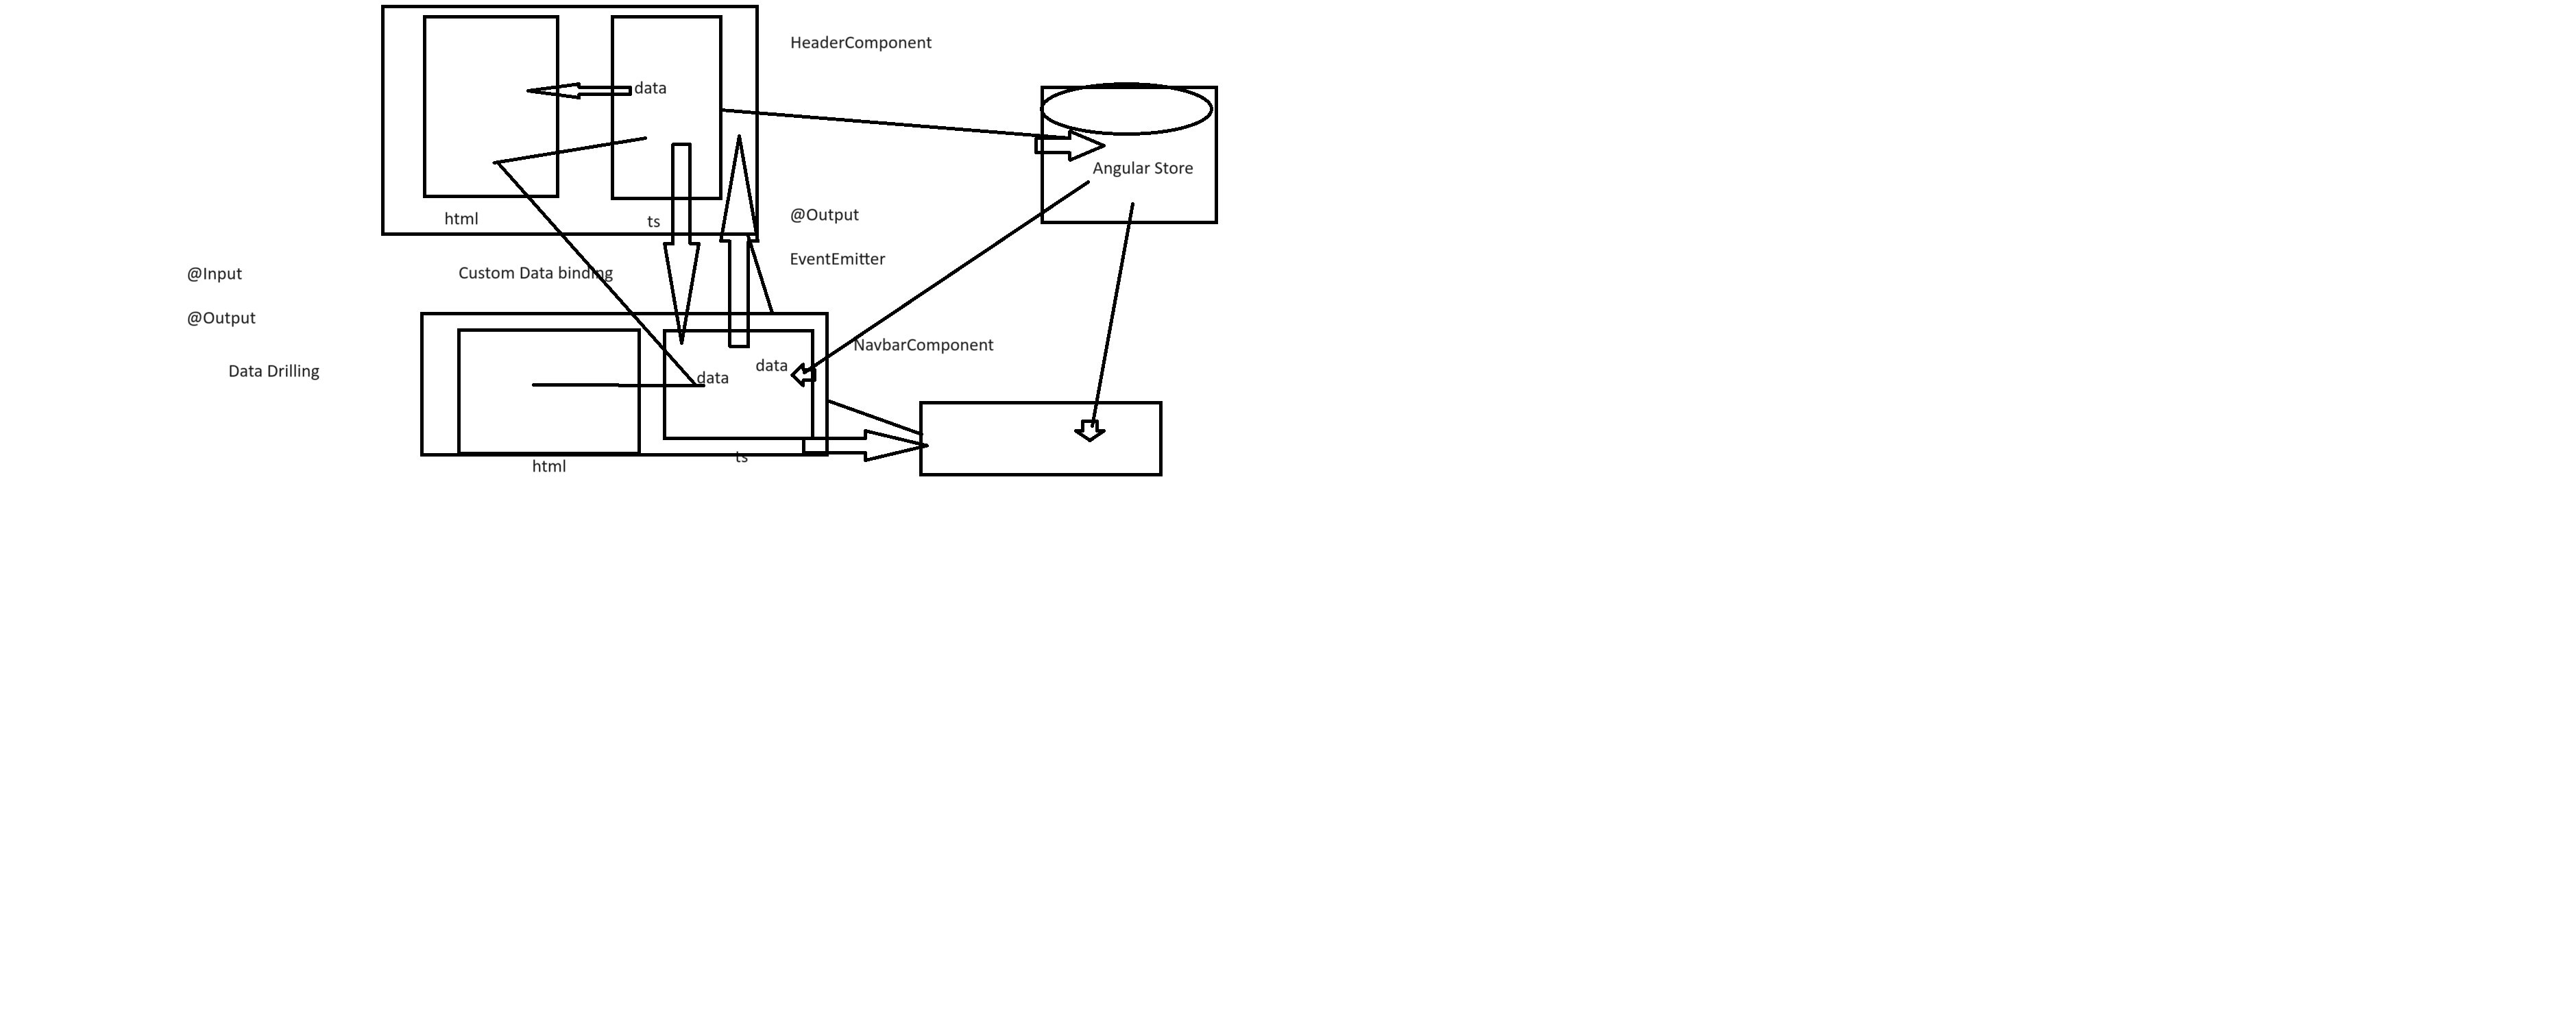 HeaderComponent
data
Angular Store
html
ts
@Output
EventEmitter
@Input
Custom Data binding
@Output
NavbarComponent
Data Drilling
data
data
html
ts